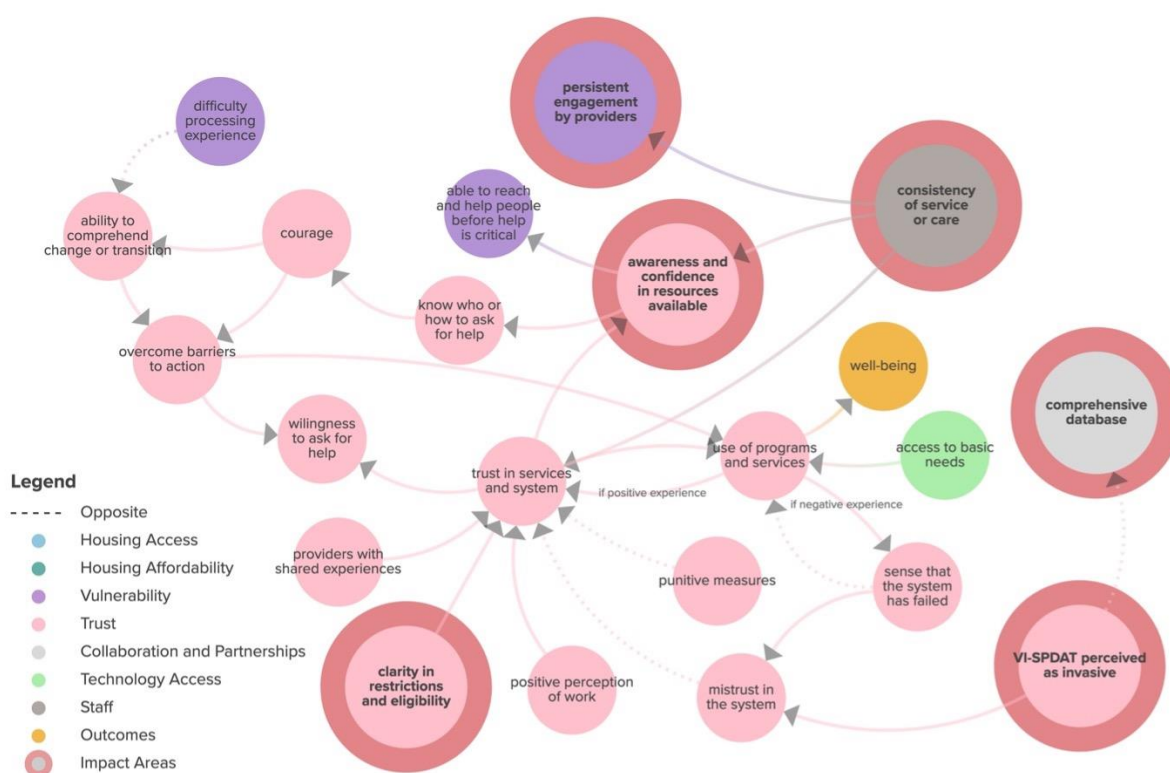 difficulty
processing
experience
persistent
engagement
by providers
able to reach
and help people
before help
is critical
consistency
of service
or care
ability to
comprehend
change or transition
courage
awareness and
confidence
in resources
available
know who or
how to ask
for help
overcome barriers
to action
well-being
comprehensive
database
wilingness
to ask for
help
use of programs
and services
access to basic
needs
trust in services
and system
if positive experience
if negative experience
providers with
shared experiences
punitive measures
sense that
the system
has failed
clarity in
restrictions
and eligibility
positive perception
of work
mistrust in
the system
VI-SPDAT perceived
as invasive
Legend
Opposite
Housing Access
Housing Affordability
Vulnerability
Trust
Collaboration and Partnerships
Technology Access
Staff
Outcomes
Impact Areas